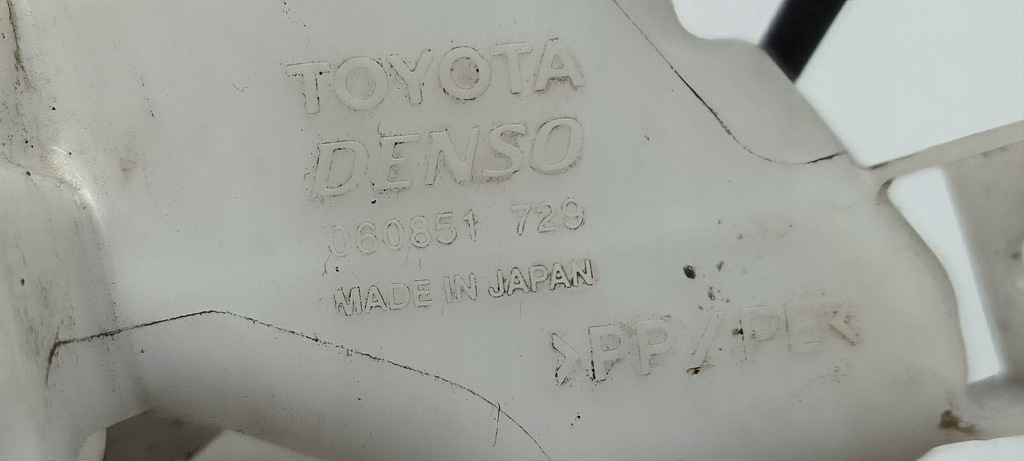 TOYOTA
DENSO
060851 729
MADE IN JAPAN
>PP/PE<